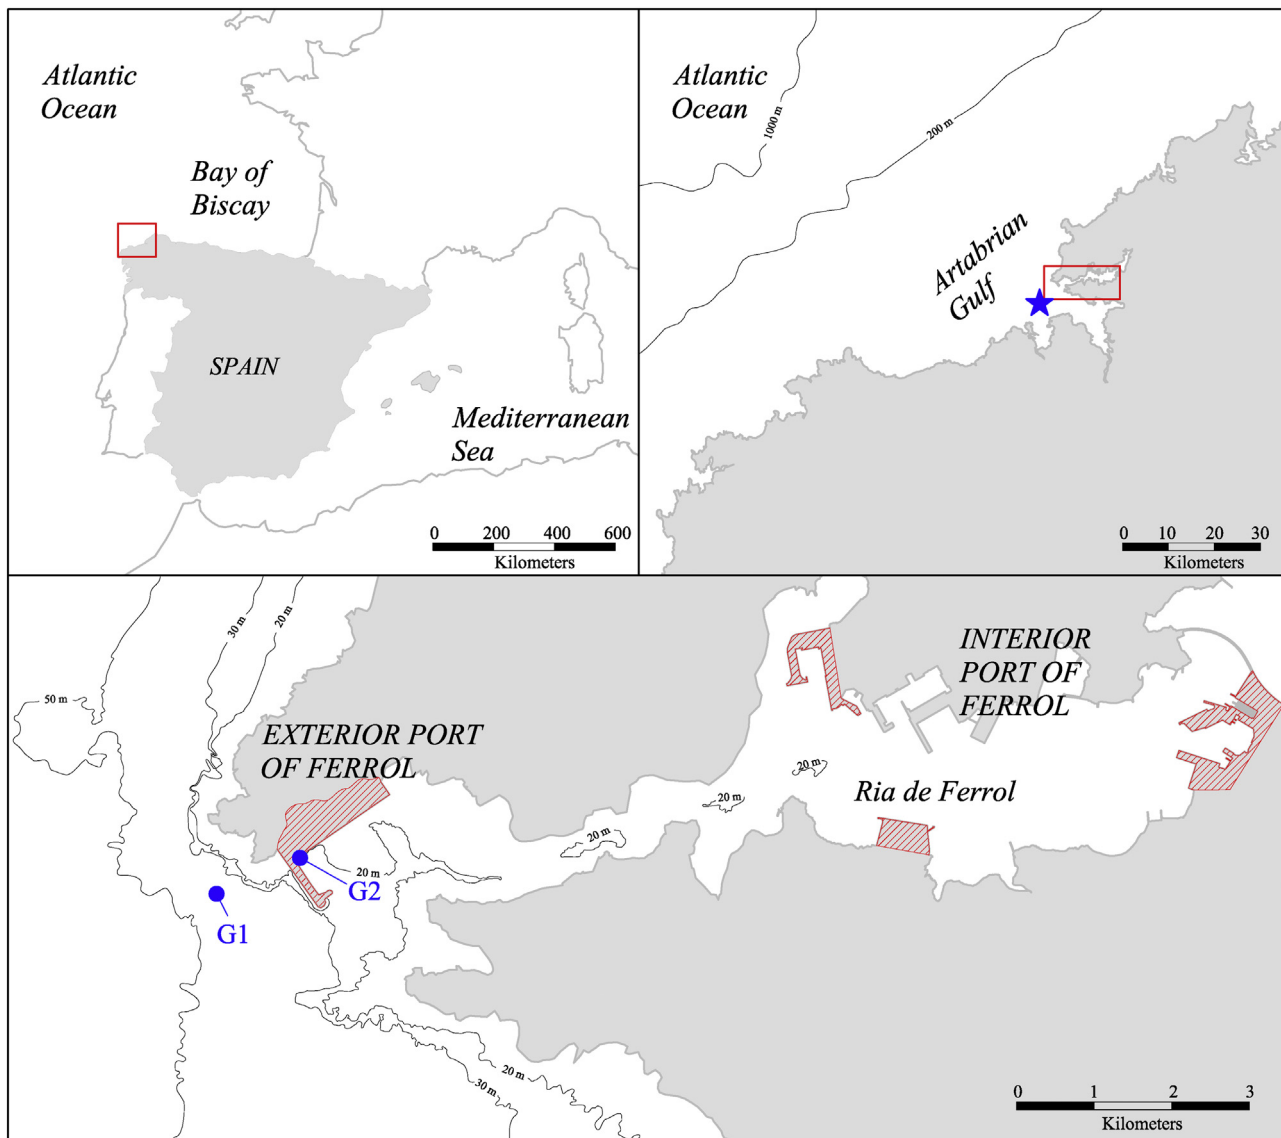 Atlantic
Ocean
Bay of
Biscay
SPAIN
Mediterranean
Sea
0 200 400 600
Kilometers
Atlantic
Ocean
1000 m
200 m
Artabrian
Gulf
0 10 20 30
Kilometers
50 m
30 m
20 m
EXTERIOR PORT
OF FERROL
INTERIOR
PORT OF
FERROL
Ria de Ferrol
20 m
20 m
20 m
20 m
G2
G1
20 m
30 m
0 1 2 3
Kilometers